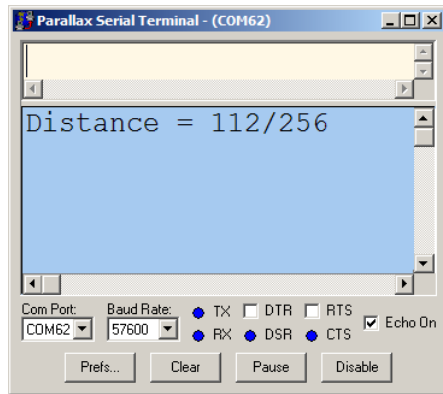 Parallax Serial Terminal - (COM62)
Distance = 112/256
Com Port: Baud Rate: TX DTR RTS
COM62 57600 RX DSR CTS Echo On
Prefs... Clear Pause Disable